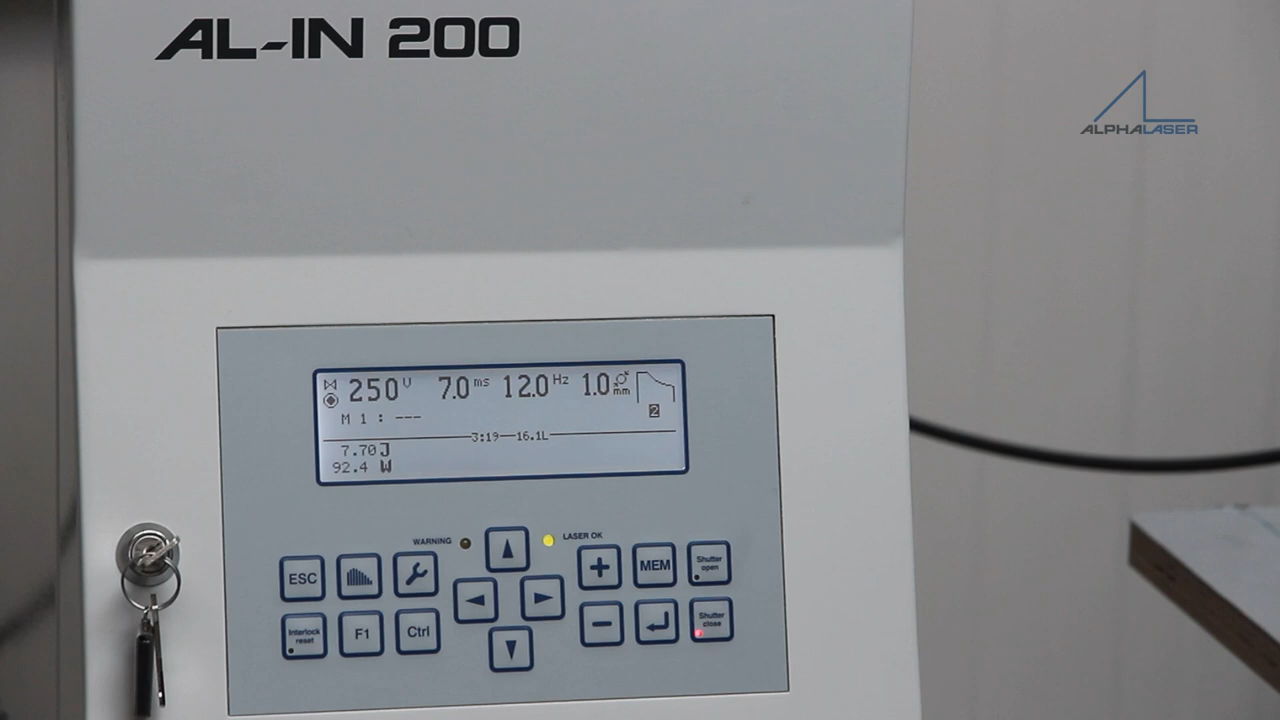 AL-IN 200
ALPHALASER
250 V 7.0 ms 12.0 Hz 1.0 mm
2
M 1 : ---
3:19 16.1L
7.70 J
92.4 W
WARNING
LASER OK
ESC
MEM
Shutter open
Interlock reset
F1
Ctrl
Shutter close